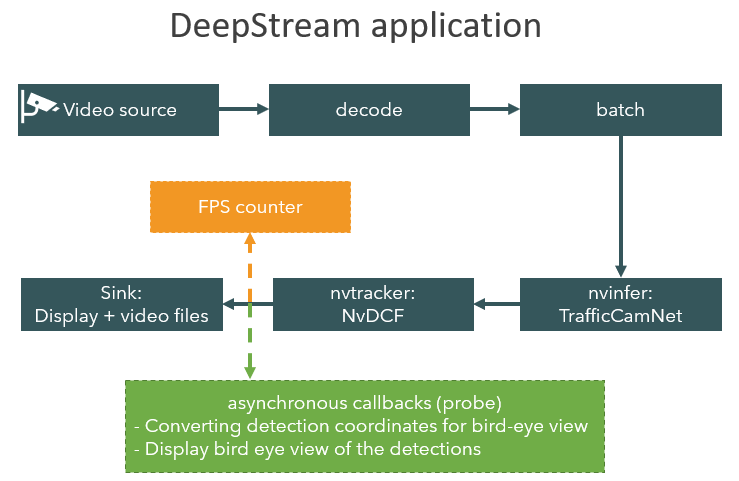 DeepStream application
Video source
decode
batch
FPS counter
Sink:
Display + video files
nvtracker:
NvDCF
nvinfer:
TrafficCamNet
asynchronous callbacks (probe)
- Converting detection coordinates for bird-eye view
- Display bird eye view of the detections